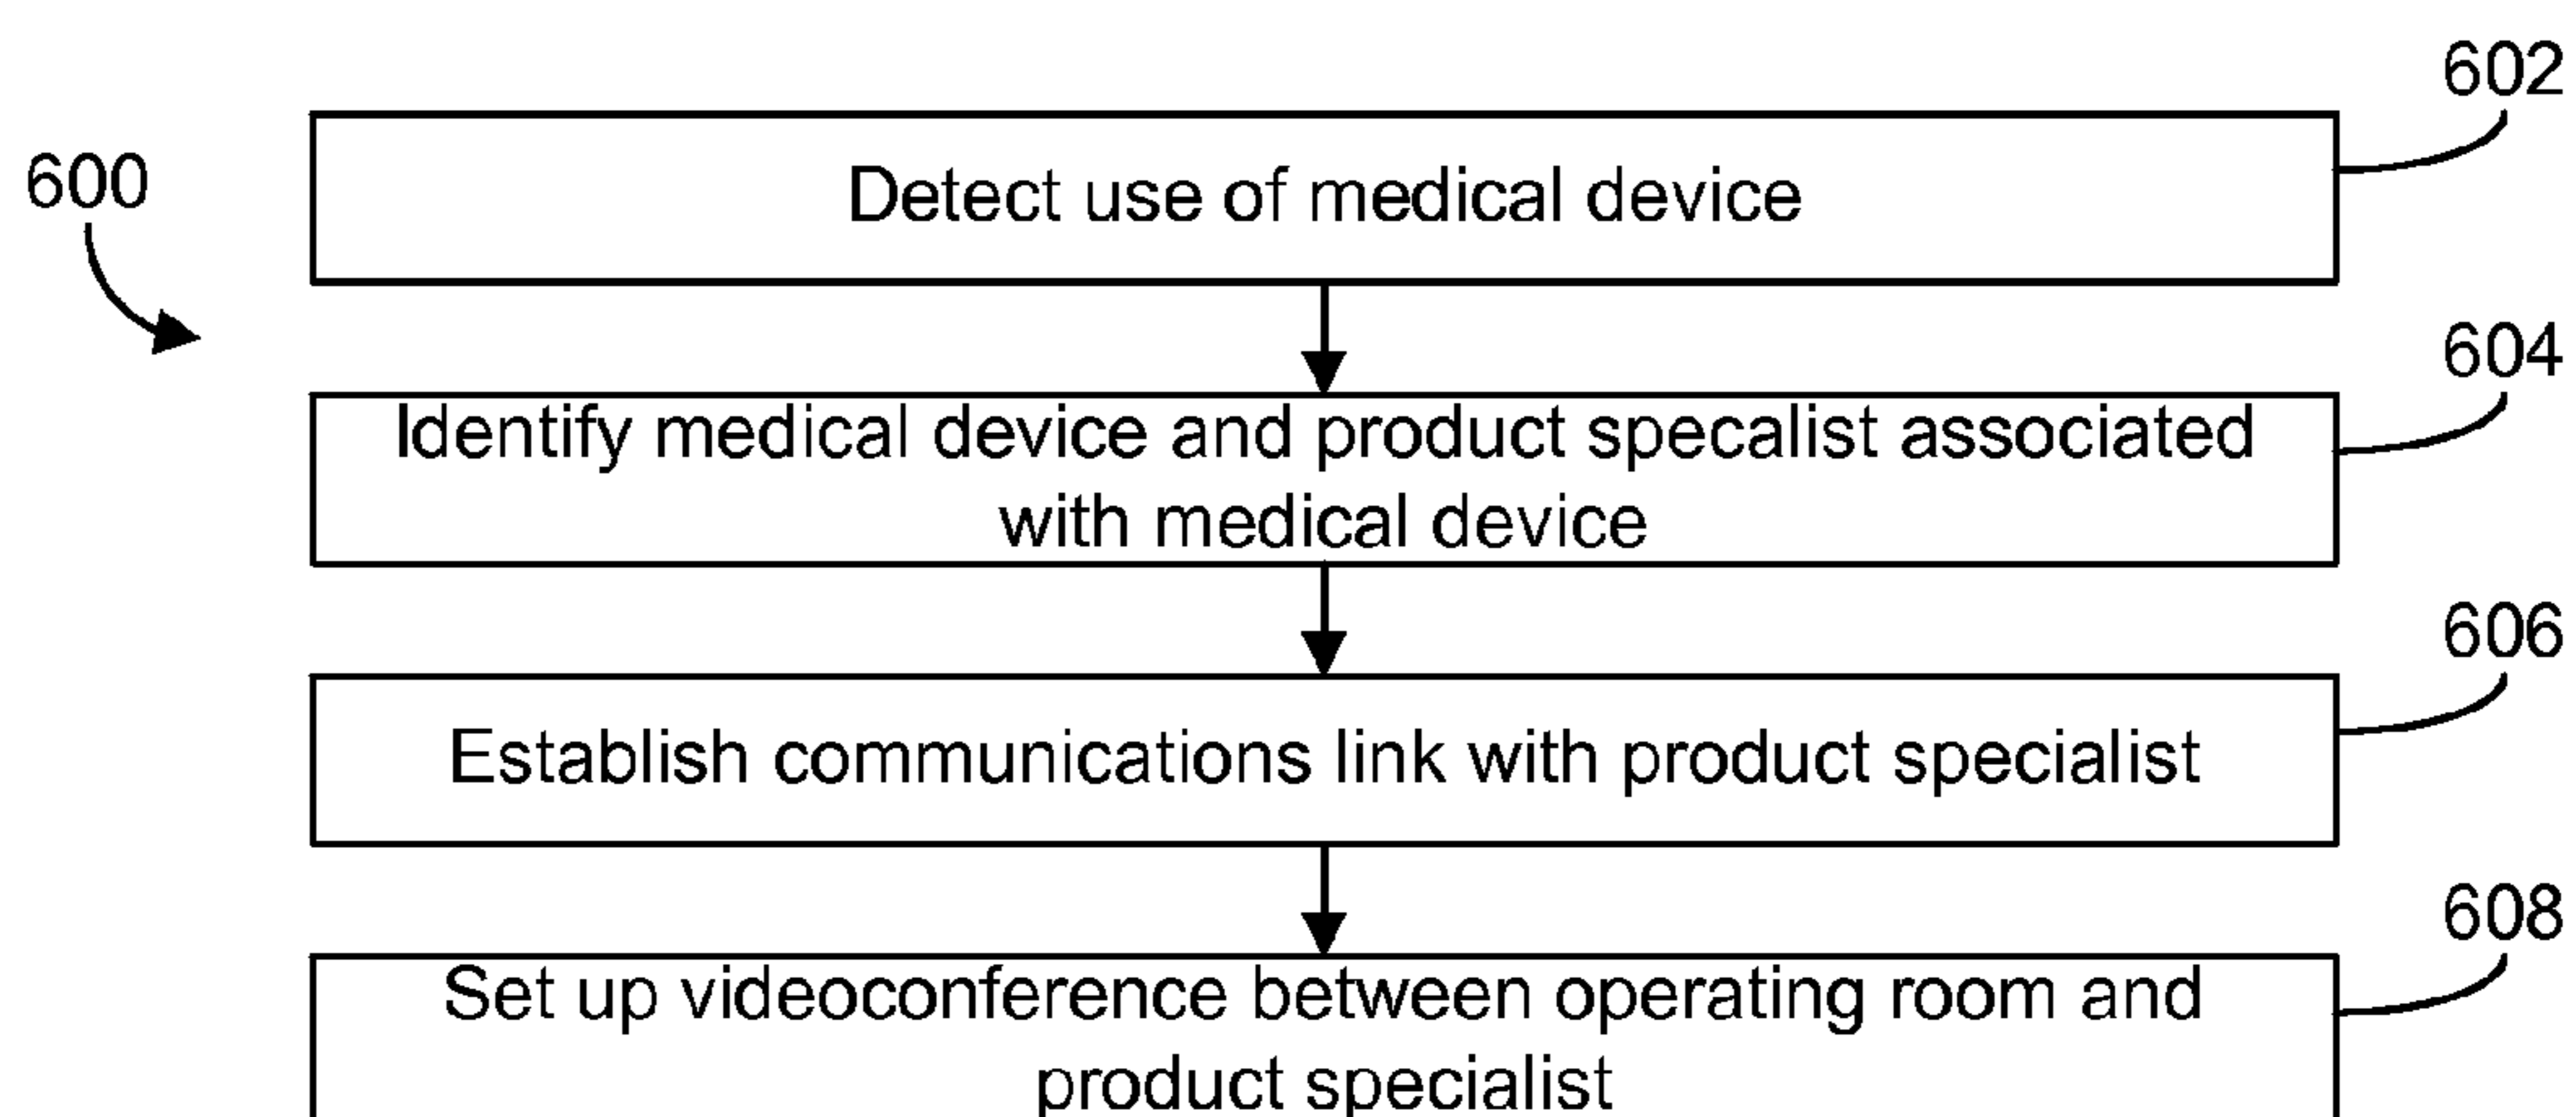 602
600
Detect use of medical device
604
Identify medical device and product specalist associated
with medical device
606
Establish communications link with product specialist
608
Set up videoconference between operating room and
product specialist